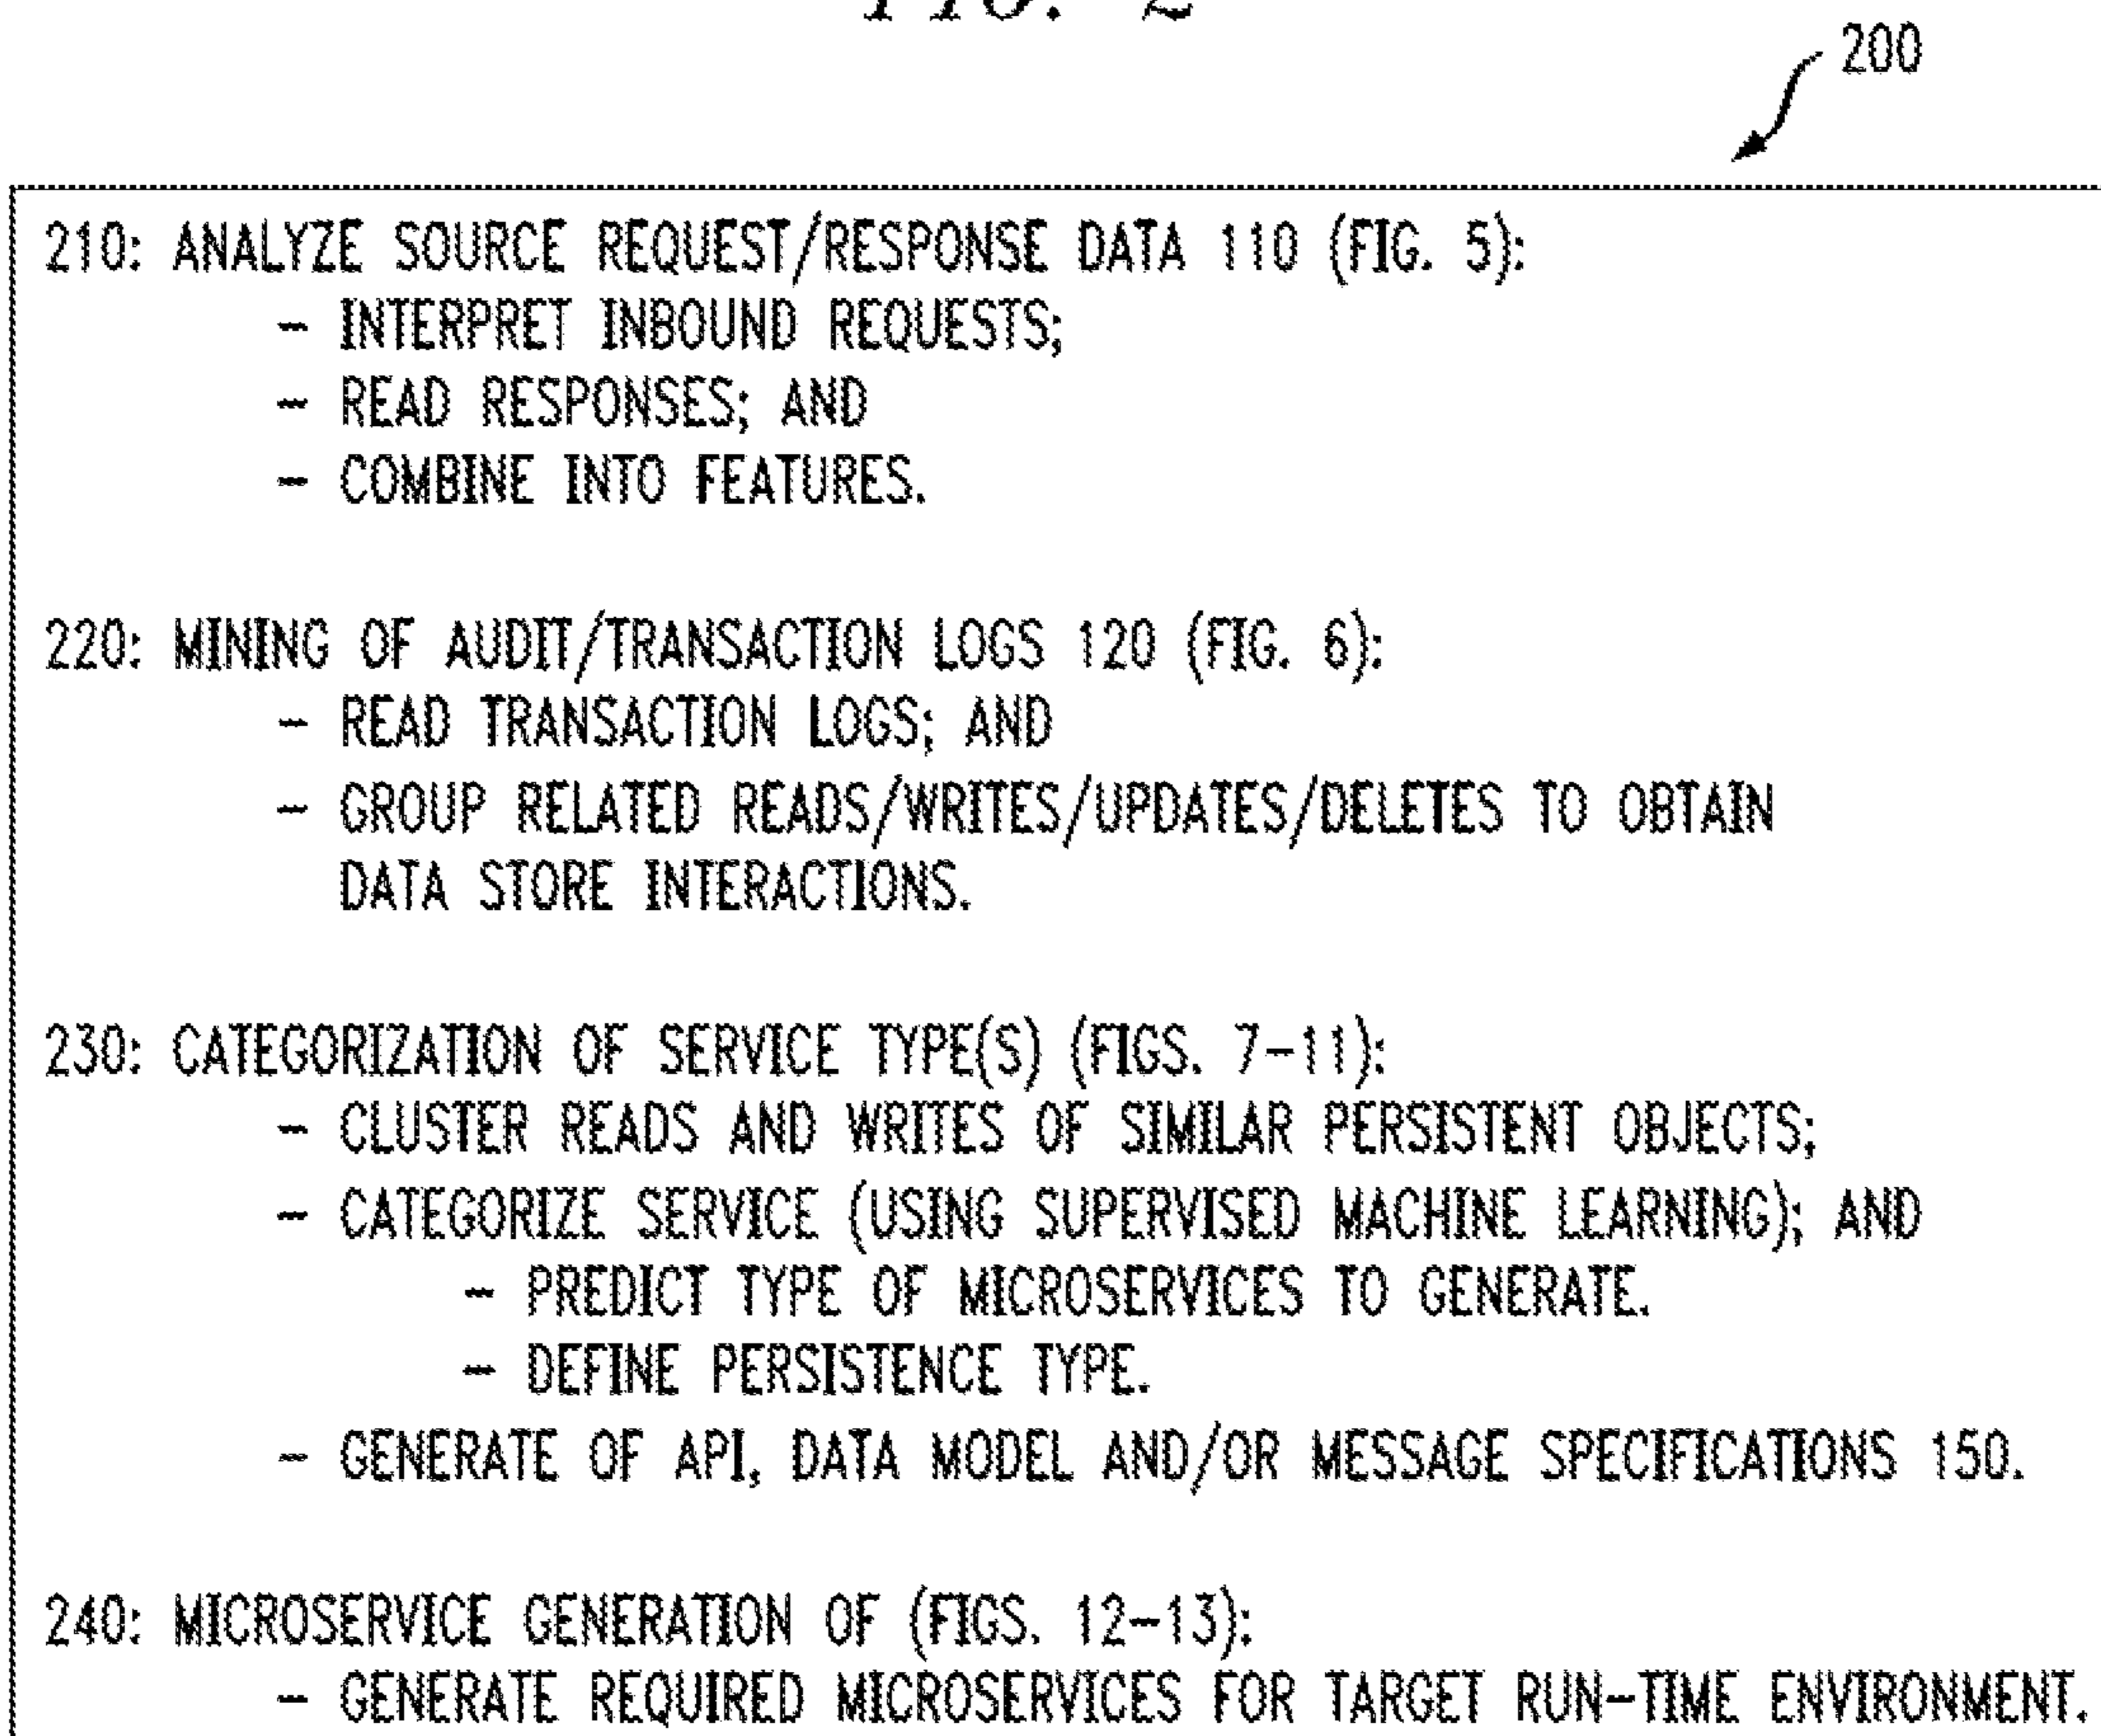 FIG. 2
200
210: ANALYZE SOURCE REQUEST/RESPONSE DATA 110 (FIG. 5):
– INTERPRET INBOUND REQUESTS;
– READ RESPONSES; AND
– COMBINE INTO FEATURES.
220: MINING OF AUDIT/TRANSACTION LOGS 120 (FIG. 6):
– READ TRANSACTION LOGS; AND
– GROUP RELATED READS/WRITES/UPDATES/DELETES TO OBTAIN
DATA STORE INTERACTIONS.
230: CATEGORIZATION OF SERVICE TYPE(S) (FIGS. 7–11):
– CLUSTER READS AND WRITES OF SIMILAR PERSISTENT OBJECTS;
– CATEGORIZE SERVICE (USING SUPERVISED MACHINE LEARNING); AND
– PREDICT TYPE OF MICROSERVICES TO GENERATE.
– DEFINE PERSISTENCE TYPE.
– GENERATE OF API, DATA MODEL AND/OR MESSAGE SPECIFICATIONS 150.
240: MICROSERVICE GENERATION OF (FIGS. 12–13):
– GENERATE REQUIRED MICROSERVICES FOR TARGET RUN–TIME ENVIRONMENT.